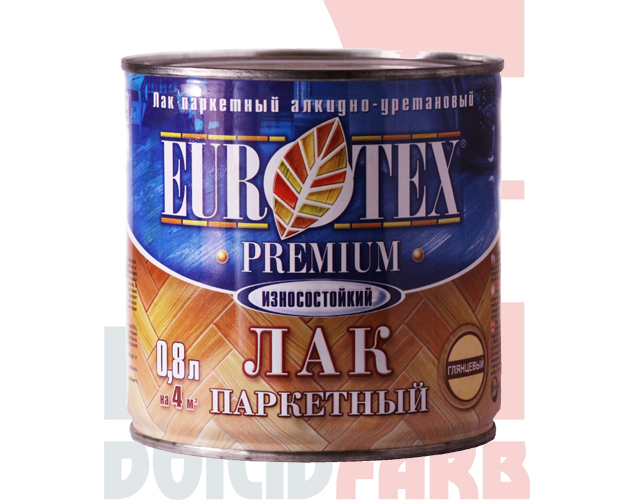 Лак паркетный алкидно-уретановый
EUROTEX®
PREMIUM
ИЗНОСОСТОЙКИЙ
ЛАК
ПАРКЕТНЫЙ
0,8л
на 4 м²
ГЛЯНЦЕВЫЙ